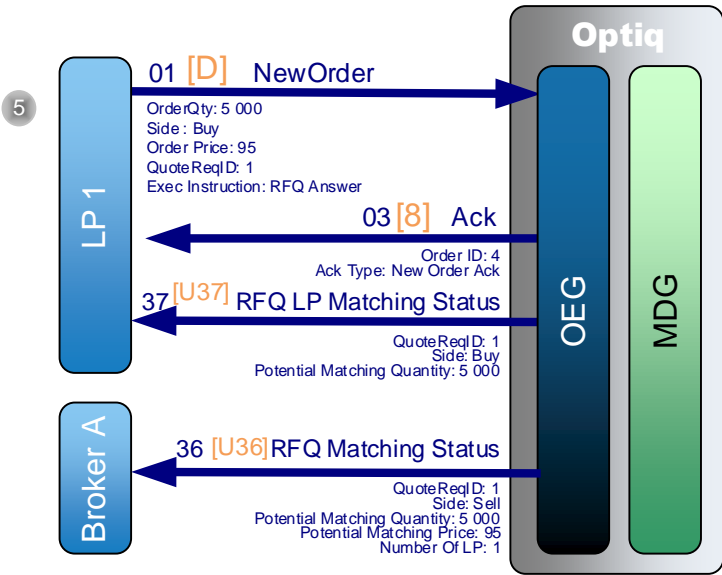 Optiq
5
01 [D] NewOrder
OrderQty: 5 000
Side : Buy
Order Price: 95
QuoteReqID: 1
Exec Instruction: RFQ Answer
LP 1
03 [8] Ack
Order ID: 4
Ack Type: New Order Ack
37 [U37] RFQ LP Matching Status
QuoteReqID: 1
Side: Buy
Potential Matching Quantity: 5 000
OEG
MDG
Broker A
36 [U36] RFQ Matching Status
QuoteReqID: 1
Side: Sell
Potential Matching Quantity: 5 000
Potential Matching Price: 95
Number Of LP: 1